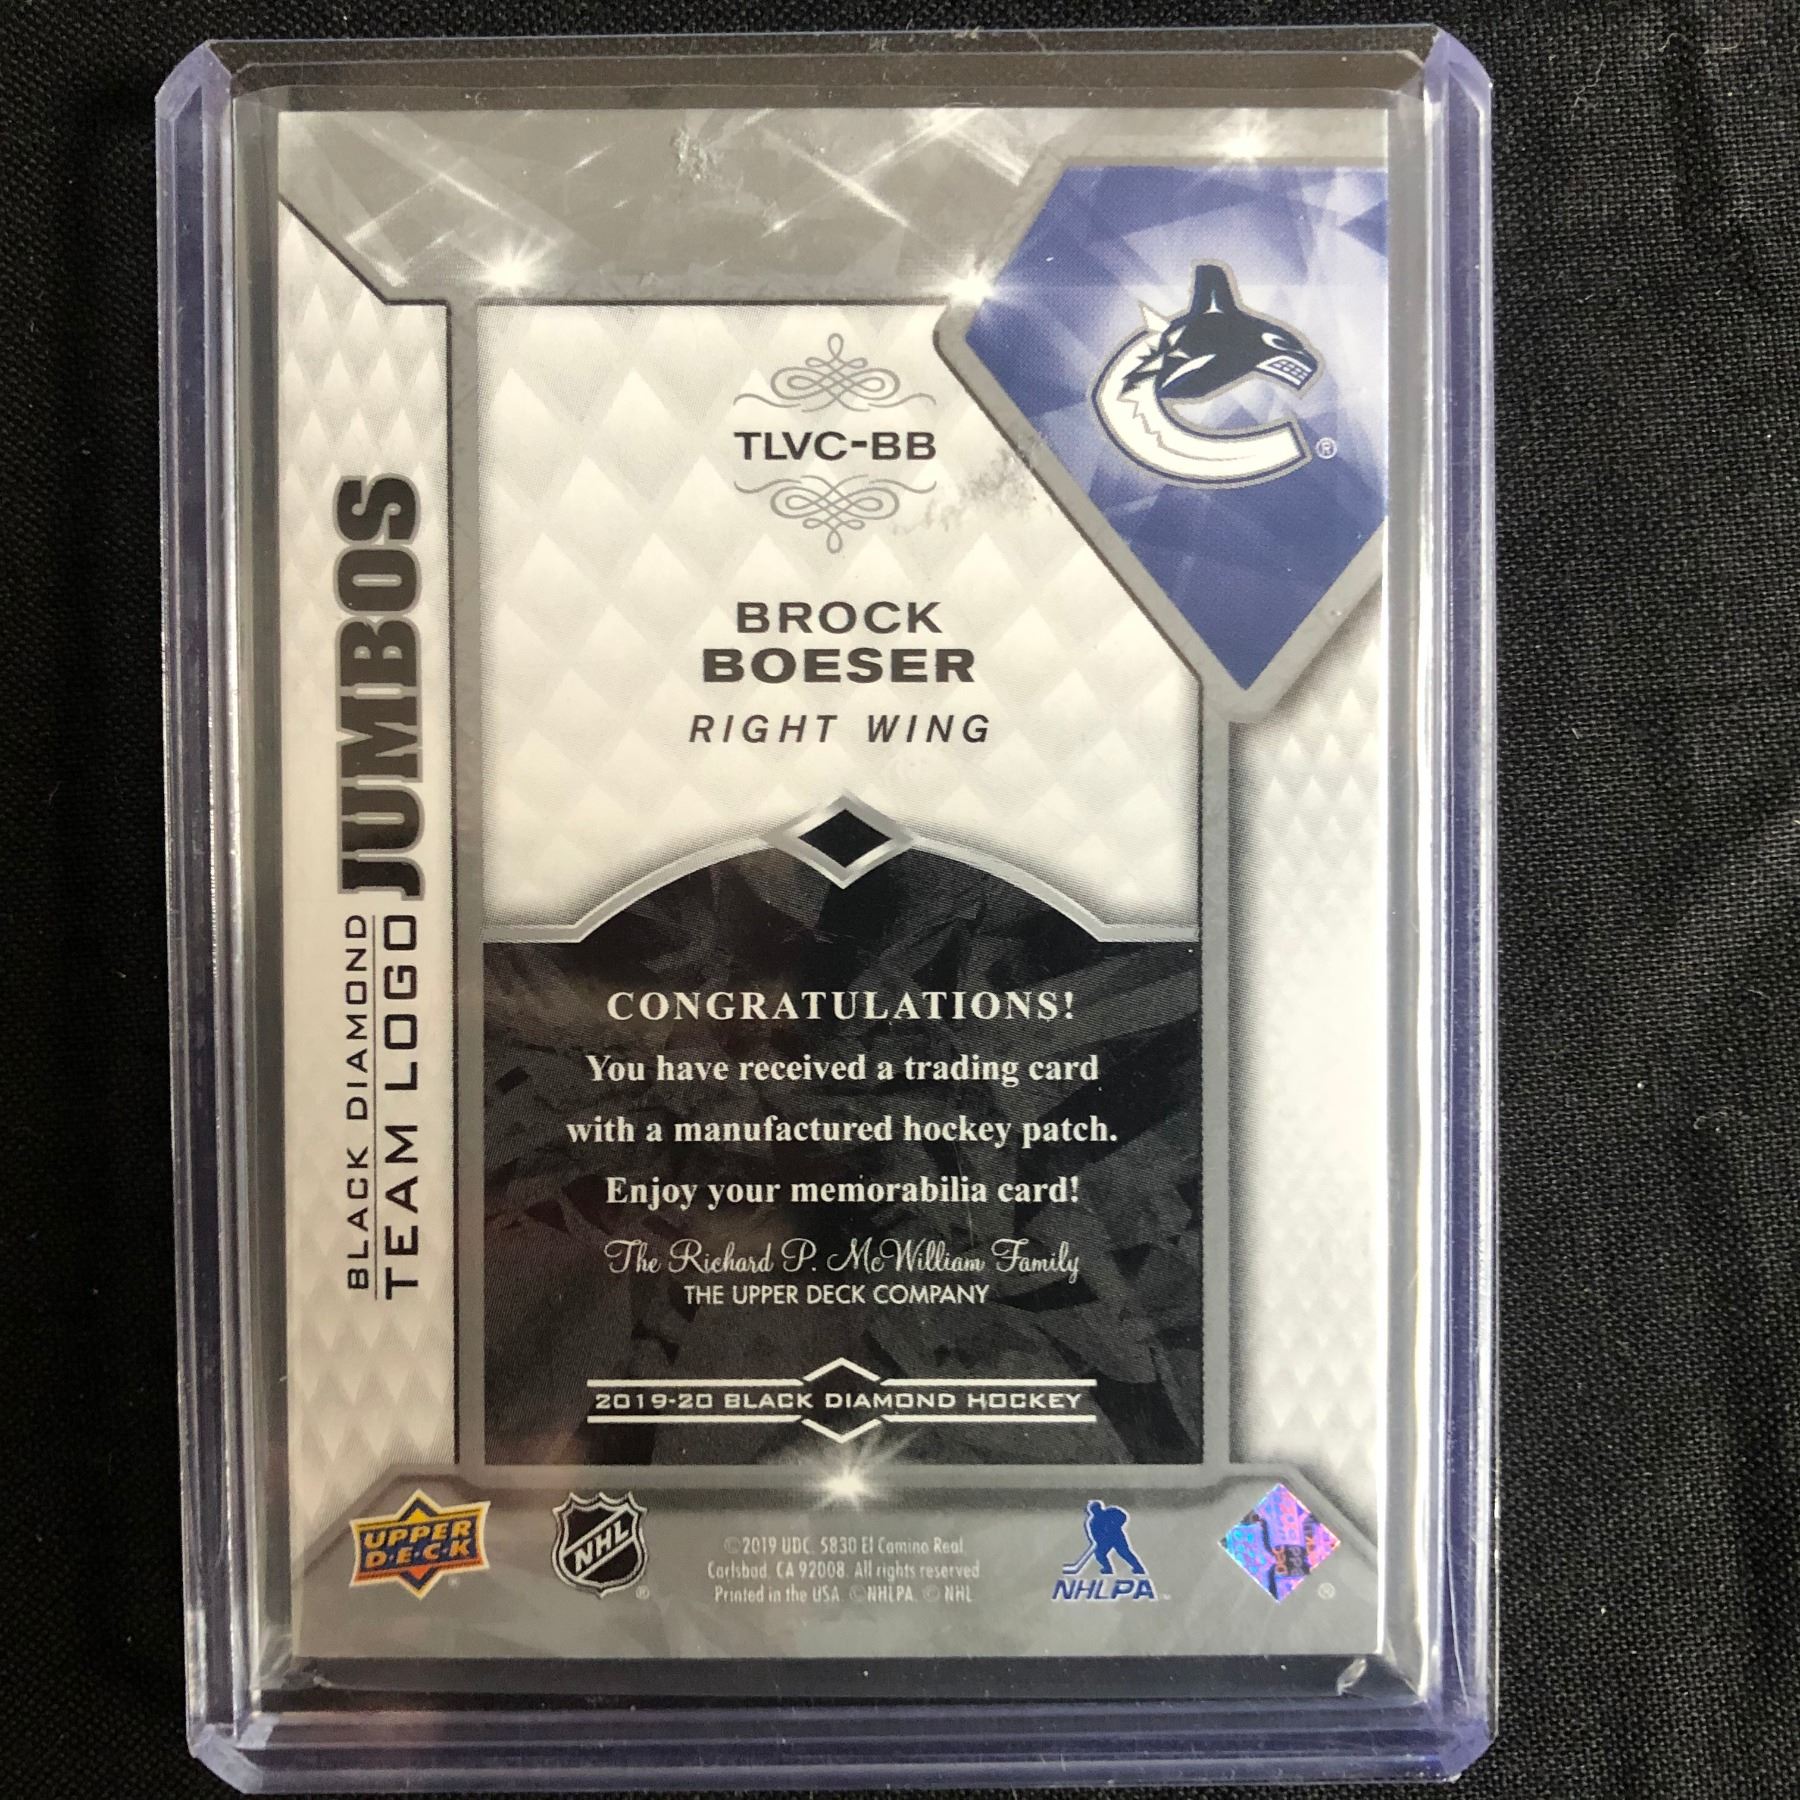 TLVC-BB
BROCK
BOESER
RIGHT WING
BLACK DIAMOND
TEAM LOGO
JUMBOS
CONGRATULATIONS!
You have received a trading card
with a manufactured hockey patch.
Enjoy your memorabilia card!
The Richard P. McWilliam Family
THE UPPER DECK COMPANY
2019-20 BLACK DIAMOND HOCKEY
UPPER
D·E·C·K
NHL
©2019 UDC. 5830 El Camino Real,
Carlsbad, CA 92008. All rights reserved
Printed in the USA. ©NHLPA. © NHL
NHLPA
®